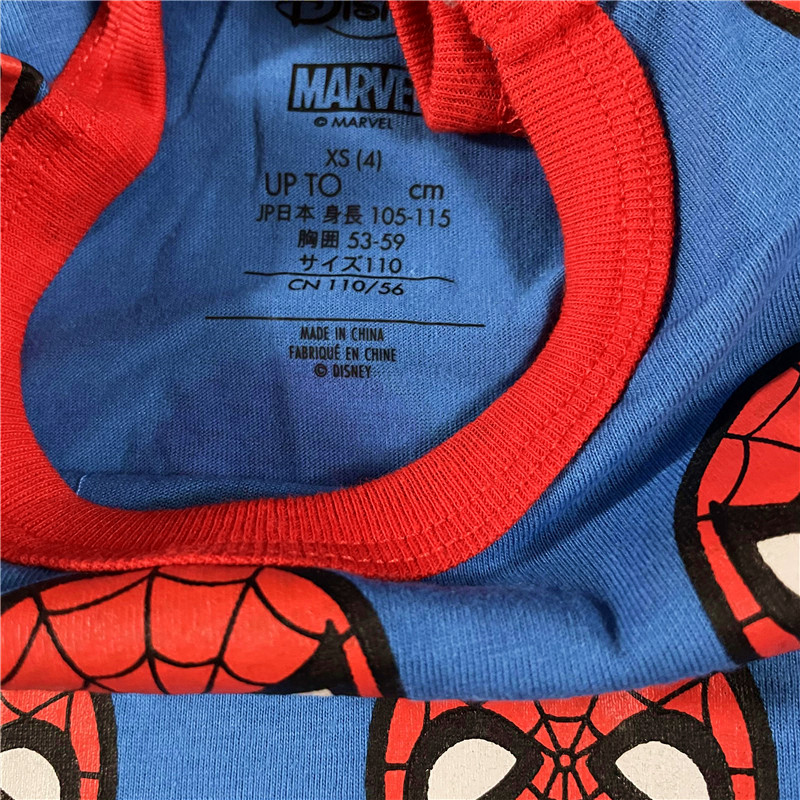 Disney
MARVEL
© MARVEL
XS (4)
UP TO cm
JP日本 身長 105-115
胸囲 53-59
サイズ110
CN 110/56
MADE IN CHINA
FABRIQUÉ EN CHINE
© DISNEY